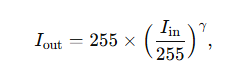 I_out = 255 × (I_in / 255)^γ,